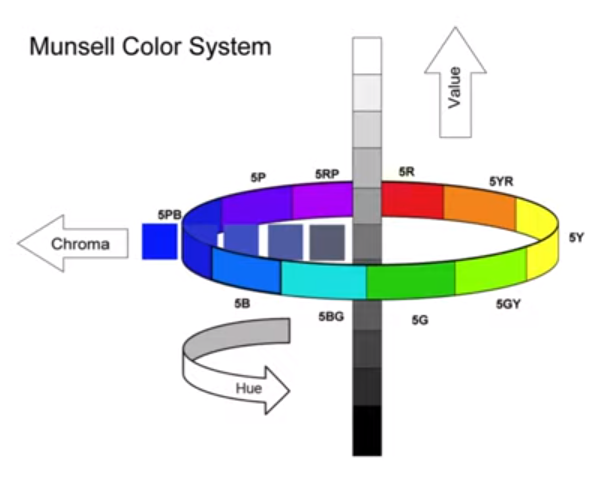 Munsell Color System
Value
5P
5RP
5R
5YR
5PB
Chroma
5Y
5B
5BG
5G
5GY
Hue